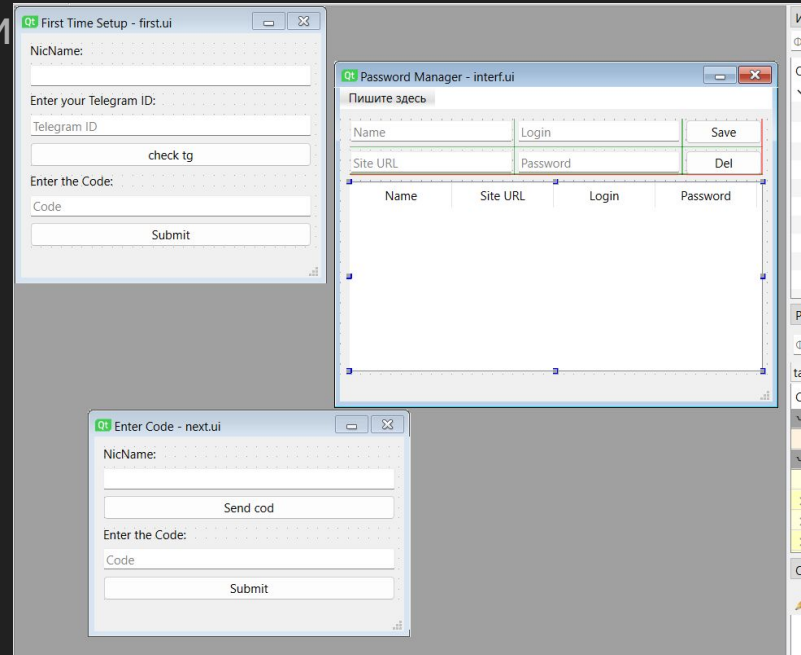 First Time Setup - first.ui
NicName:
Enter your Telegram ID:
Telegram ID
check tg
Enter the Code:
Code
Submit
Password Manager - interf.ui
Пишите здесь
Name Login Save
Site URL Password Del
Name Site URL Login Password
Enter Code - next.ui
NicName:
Send cod
Enter the Code:
Code
Submit